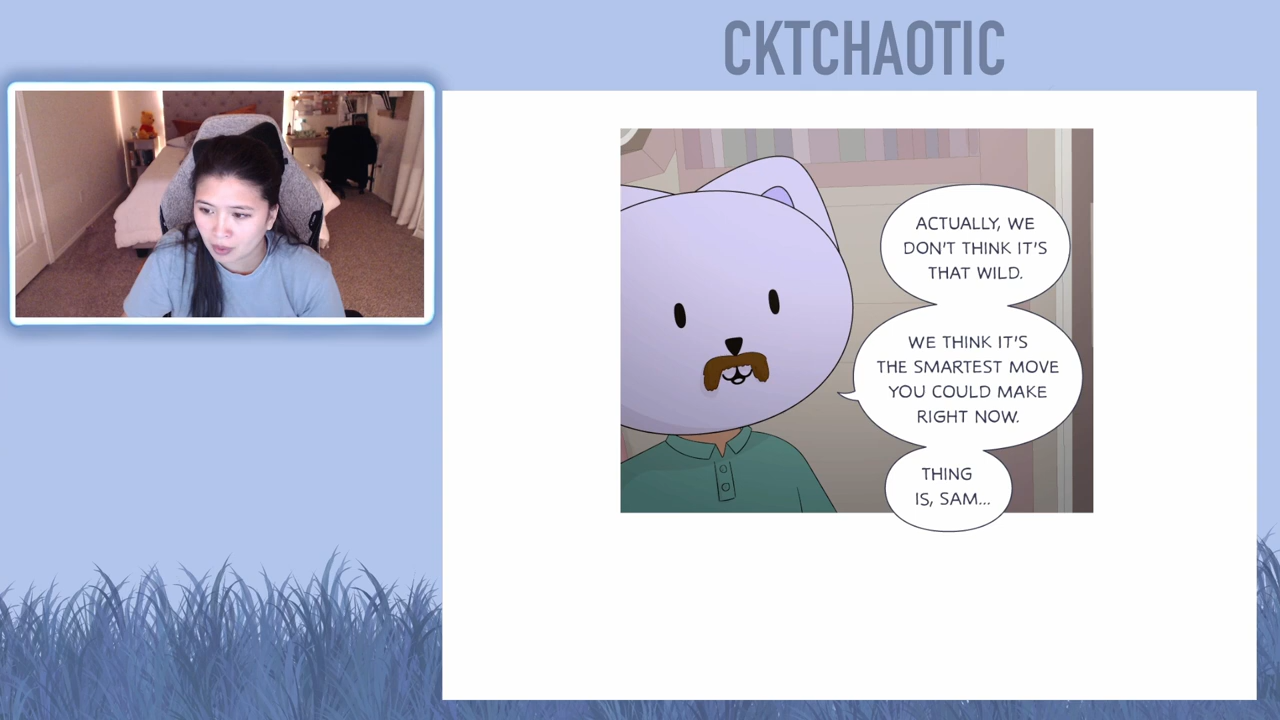 CKTCHAOTIC
ACTUALLY, WE
DON'T THINK IT'S
THAT WILD.
WE THINK IT'S
THE SMARTEST MOVE
YOU COULD MAKE
RIGHT NOW.
THING
IS, SAM...